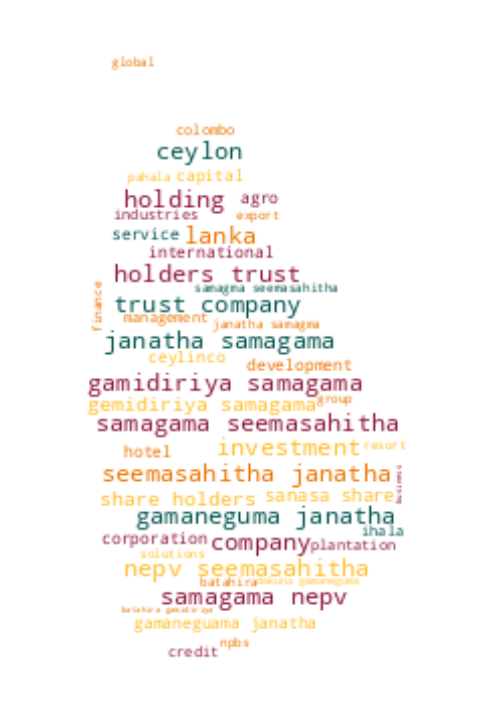 global
colombo
ceylon
pahala capital
holding agro
industries export
service lanka
international
holders trust
samagma seemasahitha
finance
trust company
management
janatha samagma
janatha samagama
ceylinco
development
gamidiriya samagama
gemidiriya samagama group
samagama seemasahitha
hotel investment resort
seemasahitha janatha
business
share holders sanasa share
gamaneguma janatha
ihala
corporation company plantation
solutions
nepv seemasahitha
batahira dakuna gamaneguma
samagama nepv
batahira gamidiriya
gamaneguama janatha
npbs
credit